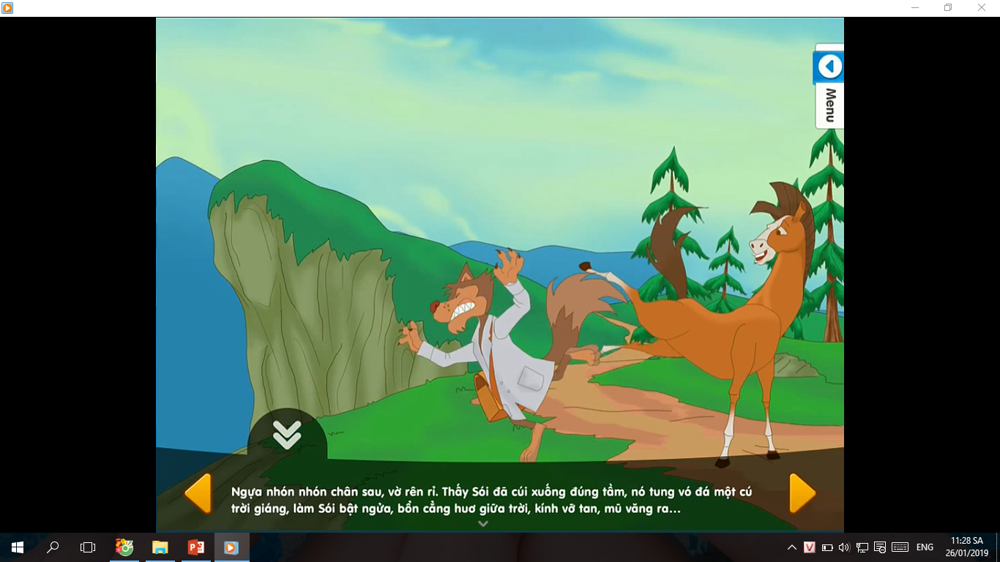 Menu
Ngựa nhón nhón chân sau, vờ rên rỉ. Thấy Sói đã cúi xuống đúng tầm, nó tung vó đá một cú
trời giáng, làm Sói bật ngửa, bổn cẳng huơ giữa trời, kính vỡ tan, mũ văng ra...
ENG
11:28 SA
26/01/2019